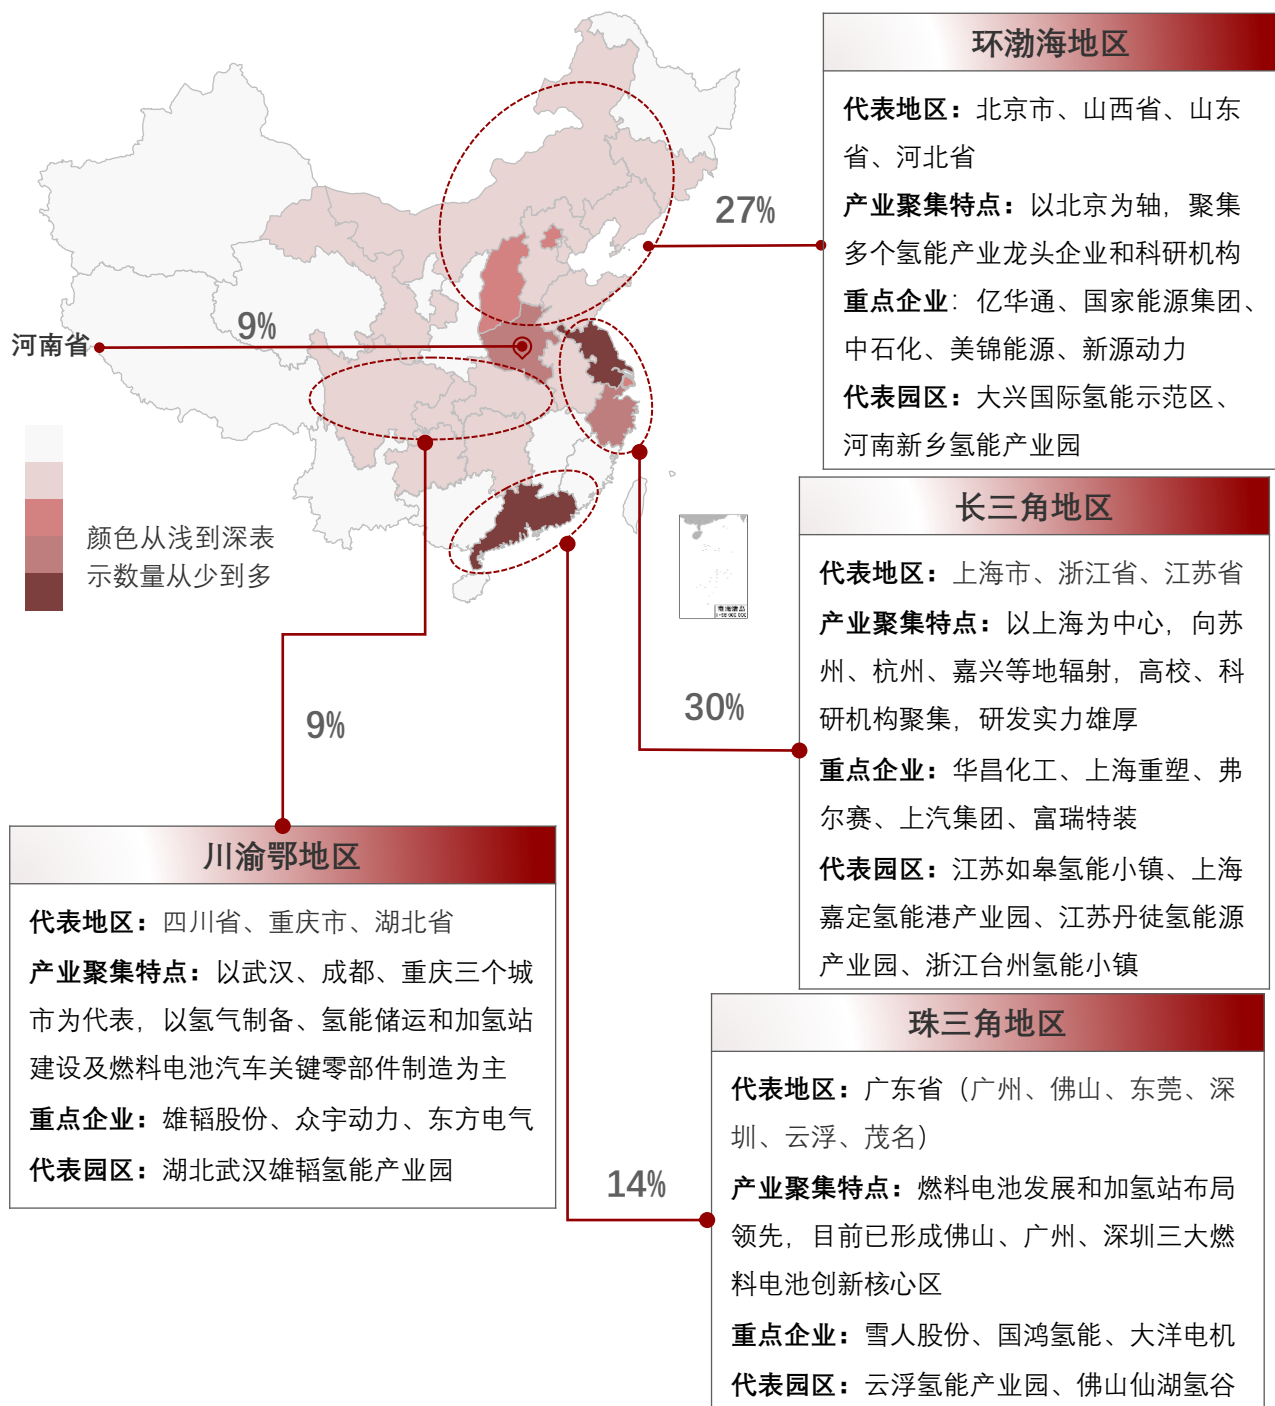 环渤海地区
代表地区：北京市、山西省、山东
省、河北省
产业聚集特点：以北京为轴，聚集
多个氢能产业龙头企业和科研机构
重点企业：亿华通、国家能源集团、
中石化、美锦能源、新源动力
代表园区：大兴国际氢能示范区、
河南新乡氢能产业园
27%
9%
河南省
颜色从浅到深表
示数量从少到多
南海诸岛
长三角地区
代表地区：上海市、浙江省、江苏省
产业聚集特点：以上海为中心，向苏
州、杭州、嘉兴等地辐射，高校、科
研机构聚集，研发实力雄厚
重点企业：华昌化工、上海重塑、弗
尔赛、上汽集团、富瑞特装
代表园区：江苏如皋氢能小镇、上海
嘉定氢能港产业园、江苏丹徒氢能源
产业园、浙江台州氢能小镇
30%
9%
川渝鄂地区
代表地区：四川省、重庆市、湖北省
产业聚集特点：以武汉、成都、重庆三个城
市为代表，以氢气制备、氢能储运和加氢站
建设及燃料电池汽车关键零部件制造为主
重点企业：雄韬股份、众宇动力、东方电气
代表园区：湖北武汉雄韬氢能产业园
14%
珠三角地区
代表地区：广东省（广州、佛山、东莞、深
圳、云浮、茂名）
产业聚集特点：燃料电池发展和加氢站布局
领先，目前已形成佛山、广州、深圳三大燃
料电池创新核心区
重点企业：雪人股份、国鸿氢能、大洋电机
代表园区：云浮氢能产业园、佛山仙湖氢谷